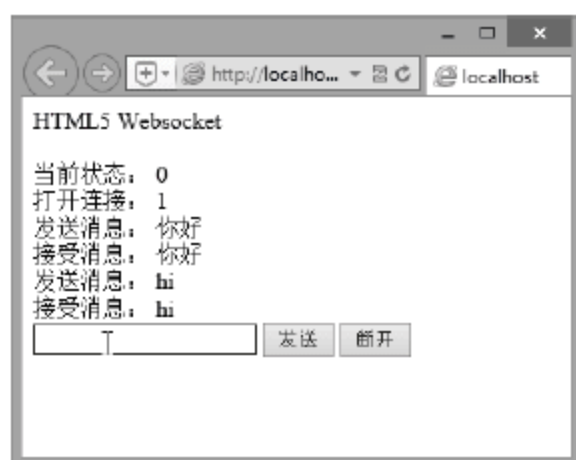 http://localho...
localhost
HTML5 Websocket
当前状态： 0
打开连接： 1
发送消息： 你好
接受消息： 你好
发送消息： hi
接受消息： hi
发送 断开